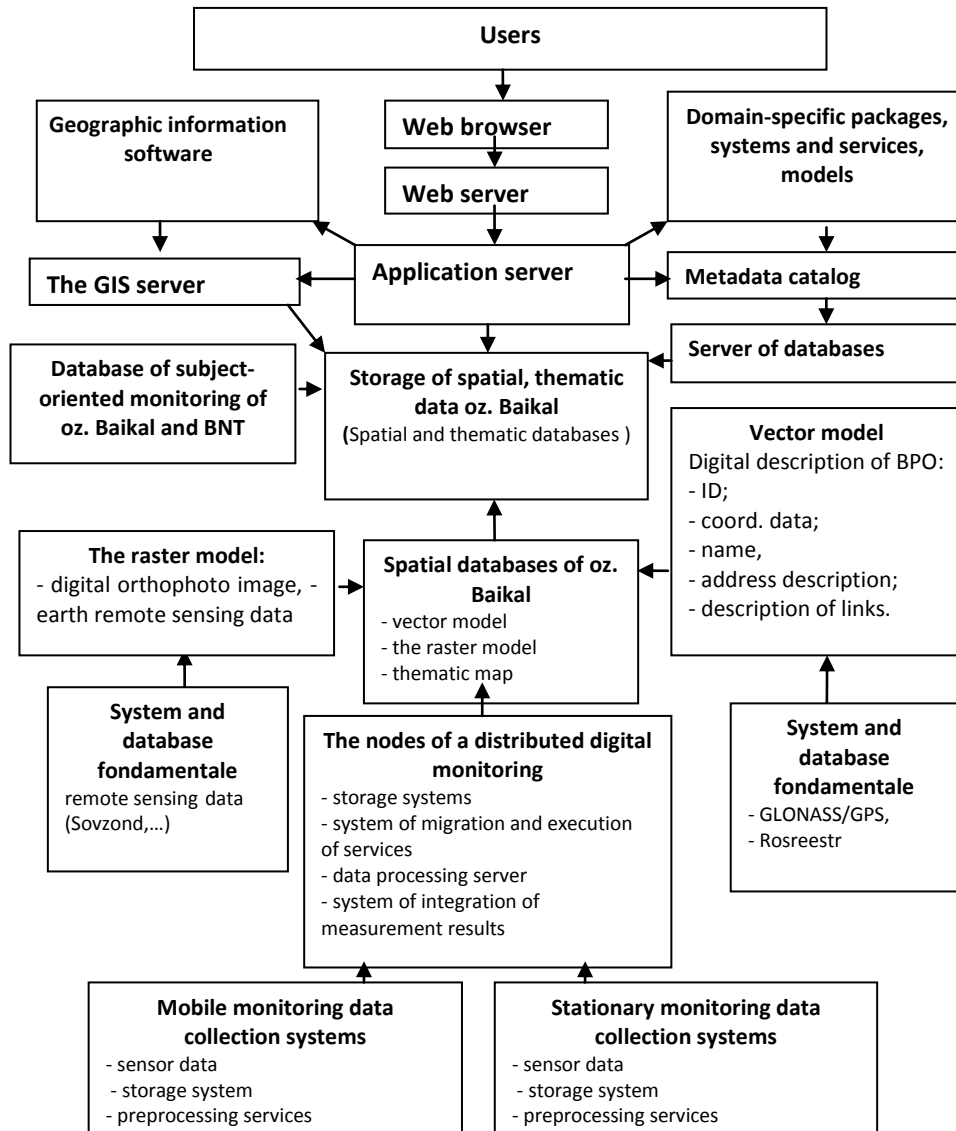 Users
Web browser
Web server
Geographic information
software
Domain-specific packages,
systems and services,
models
The GIS server
Application server
Metadata catalog
Server of databases
Database of subject-
oriented monitoring of
oz. Baikal and BNT
Storage of spatial, thematic
data oz. Baikal
(Spatial and thematic databases )
Vector model
Digital description of BPO:
- ID;
- coord. data;
- name,
- address description;
- description of links.
The raster model:
- digital orthophoto image, -
earth remote sensing data
Spatial databases of oz.
Baikal
- vector model
- the raster model
- thematic map
System and
database
fondamentale
remote sensing data
(Sovzond,...)
The nodes of a distributed digital
monitoring
- storage systems
- system of migration and execution
of services
- data processing server
- system of integration of
measurement results
System and
database
fondamentale
- GLONASS/GPS,
- Rosreestr
Mobile monitoring data
collection systems
- sensor data
- storage system
- preprocessing services
Stationary monitoring data
collection systems
- sensor data
- storage system
- preprocessing services